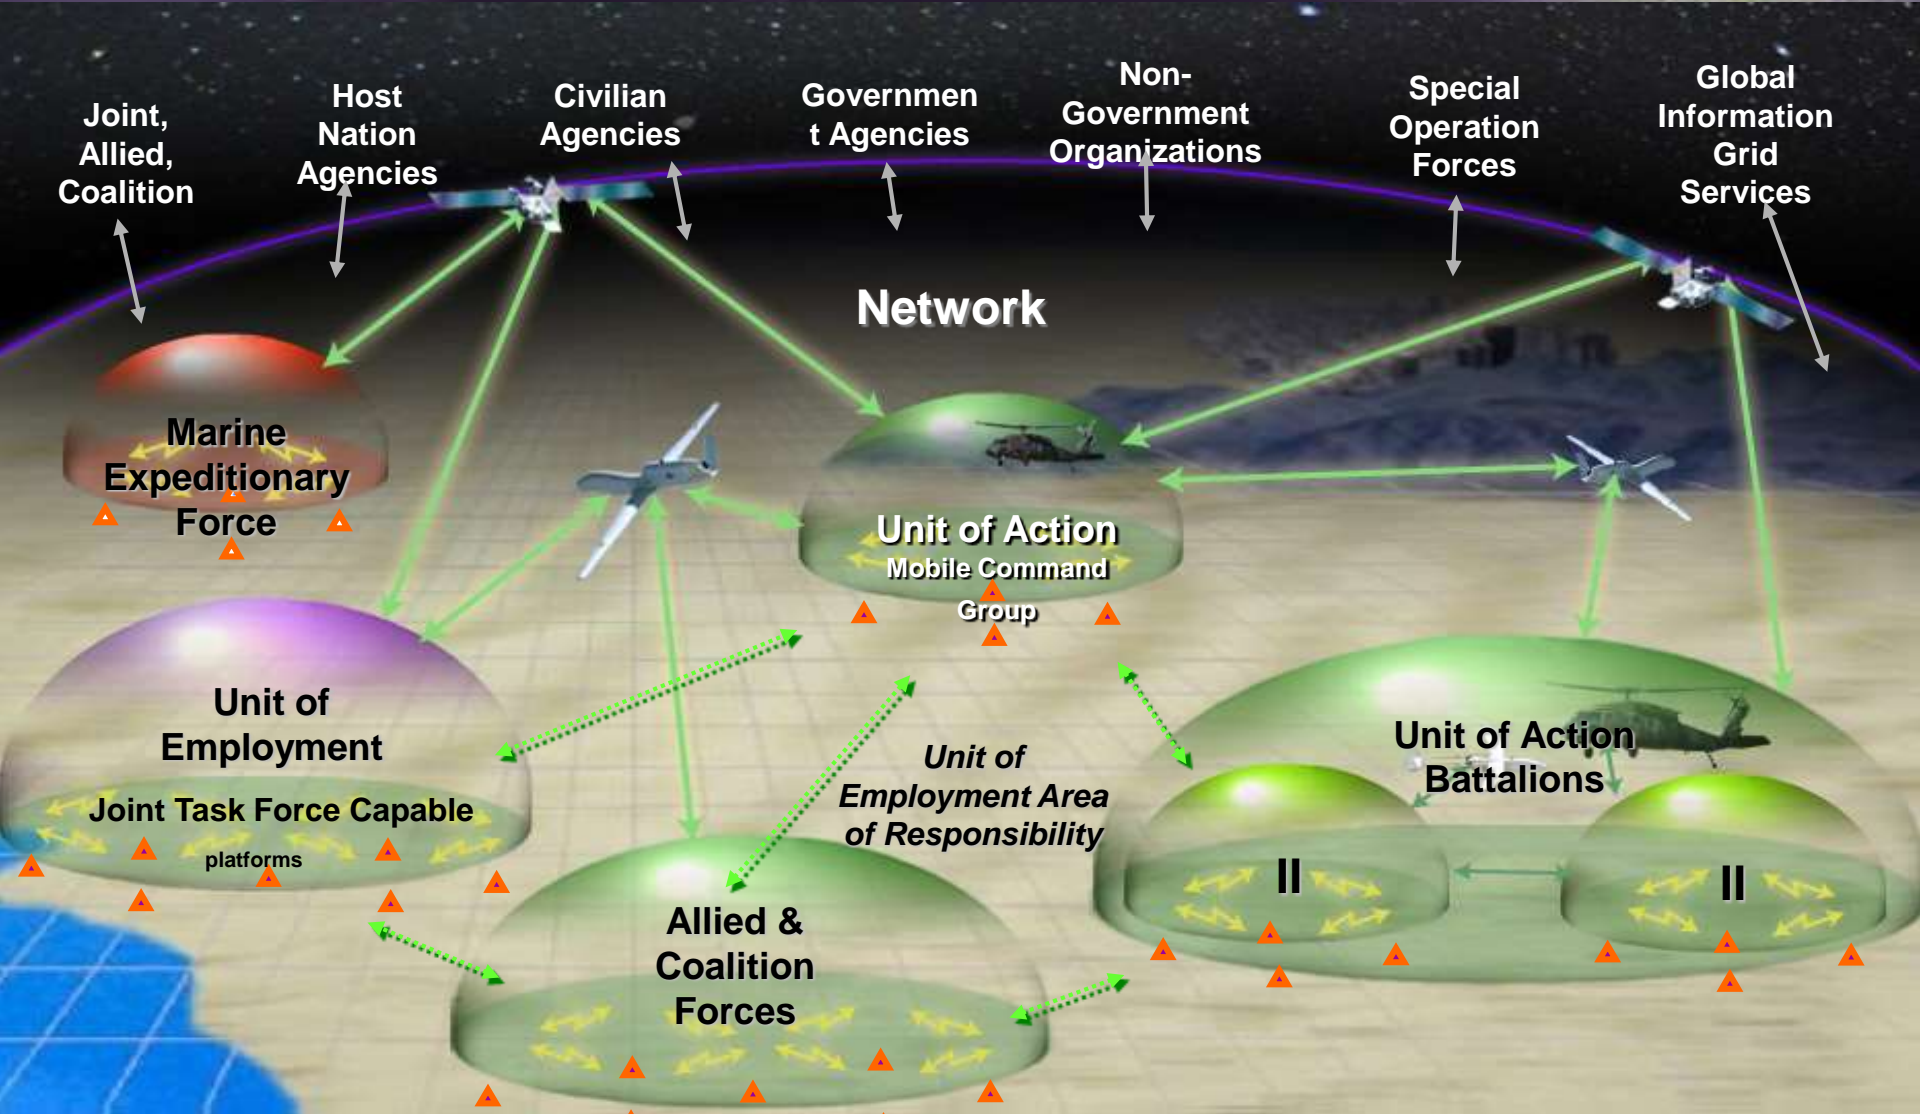 Joint,
Allied,
Coalition
Host
Nation
Agencies
Civilian
Agencies
Governmen
t Agencies
Non-
Government
Organizations
Special
Operation
Forces
Global
Information
Grid
Services
Network
Marine
Expeditionary
Force
Unit of Action
Mobile Command
Group
Unit of
Employment
Joint Task Force Capable
platforms
Unit of
Employment Area
of Responsibility
Unit of Action
Battalions
II
II
Allied &
Coalition
Forces